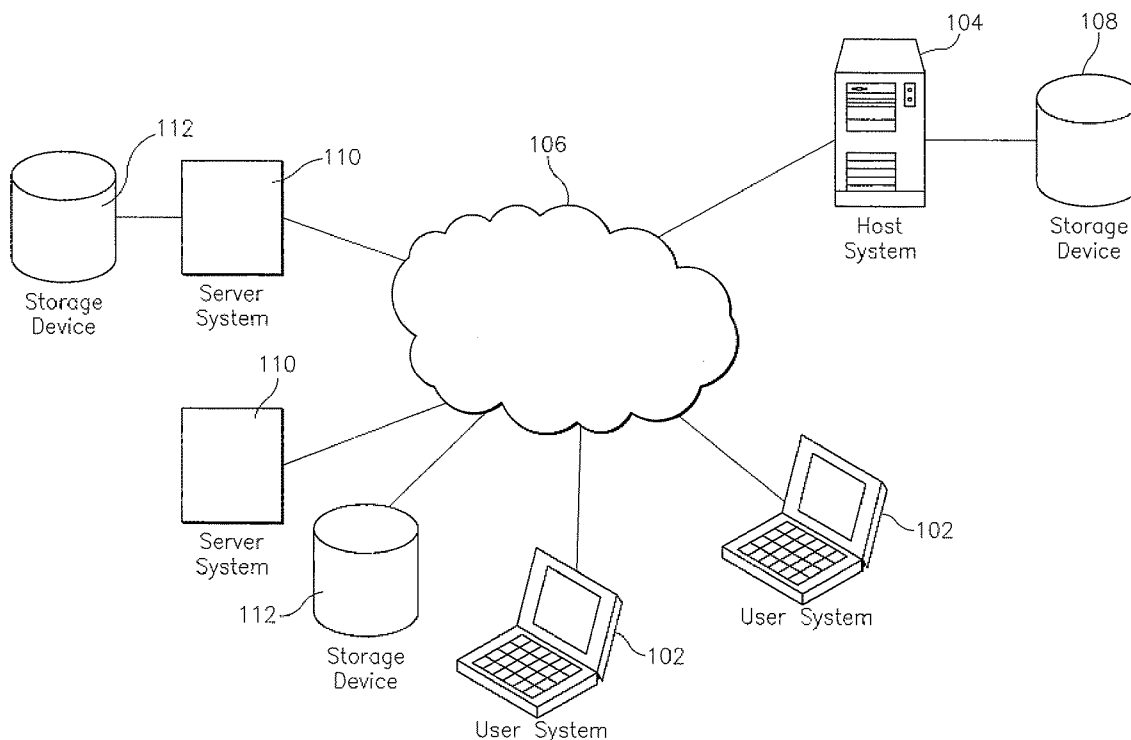 104
108
112
110
106
Host
System
Storage
Device
Storage
Device
Server
System
110
102
Server
System
User System
112
102
Storage
Device
User System